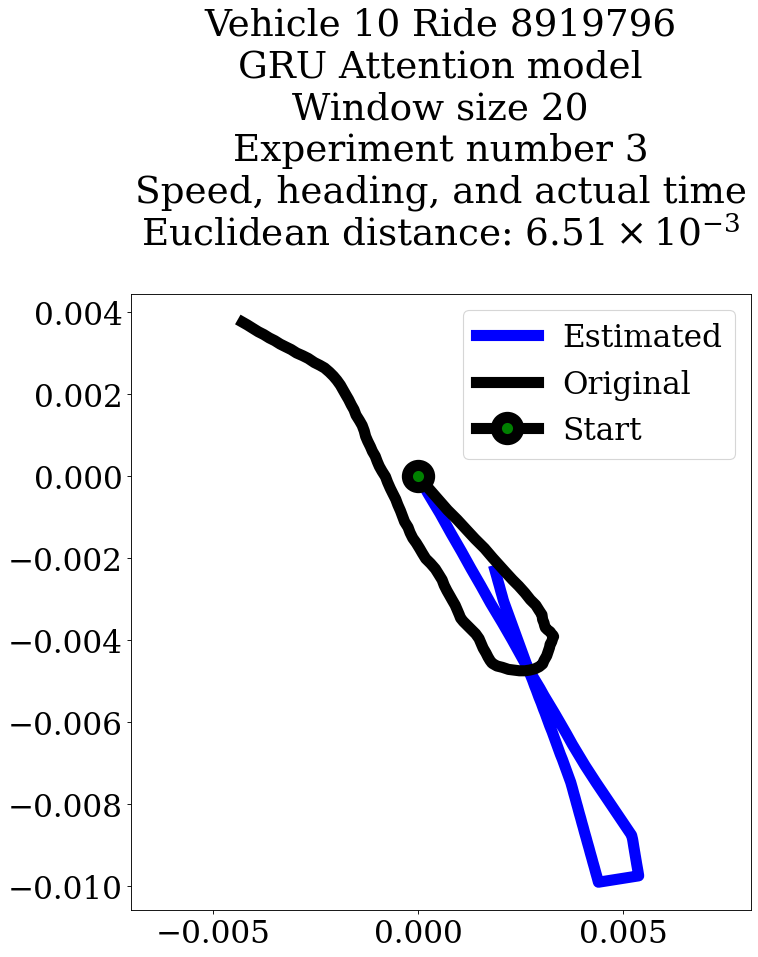 Vehicle 10 Ride 8919796
GRU Attention model
Window size 20
Experiment number 3
Speed, heading, and actual time
Euclidean distance: 6.51 × 10⁻³
Estimated
Original
Start
0.004
0.002
0.000
−0.002
−0.004
−0.006
−0.008
−0.010
−0.005 0.000 0.005